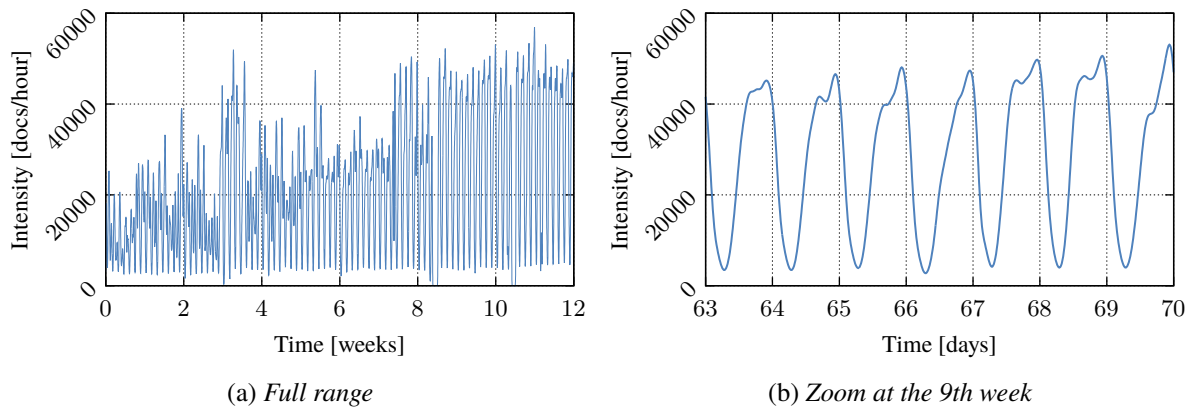 Intensity [docs/hour]
60000
40000
20000
0
0 2 4 6 8 10 12
Time [weeks]
(a) Full range
Intensity [docs/hour]
60000
40000
20000
0
63 64 65 66 67 68 69 70
Time [days]
(b) Zoom at the 9th week